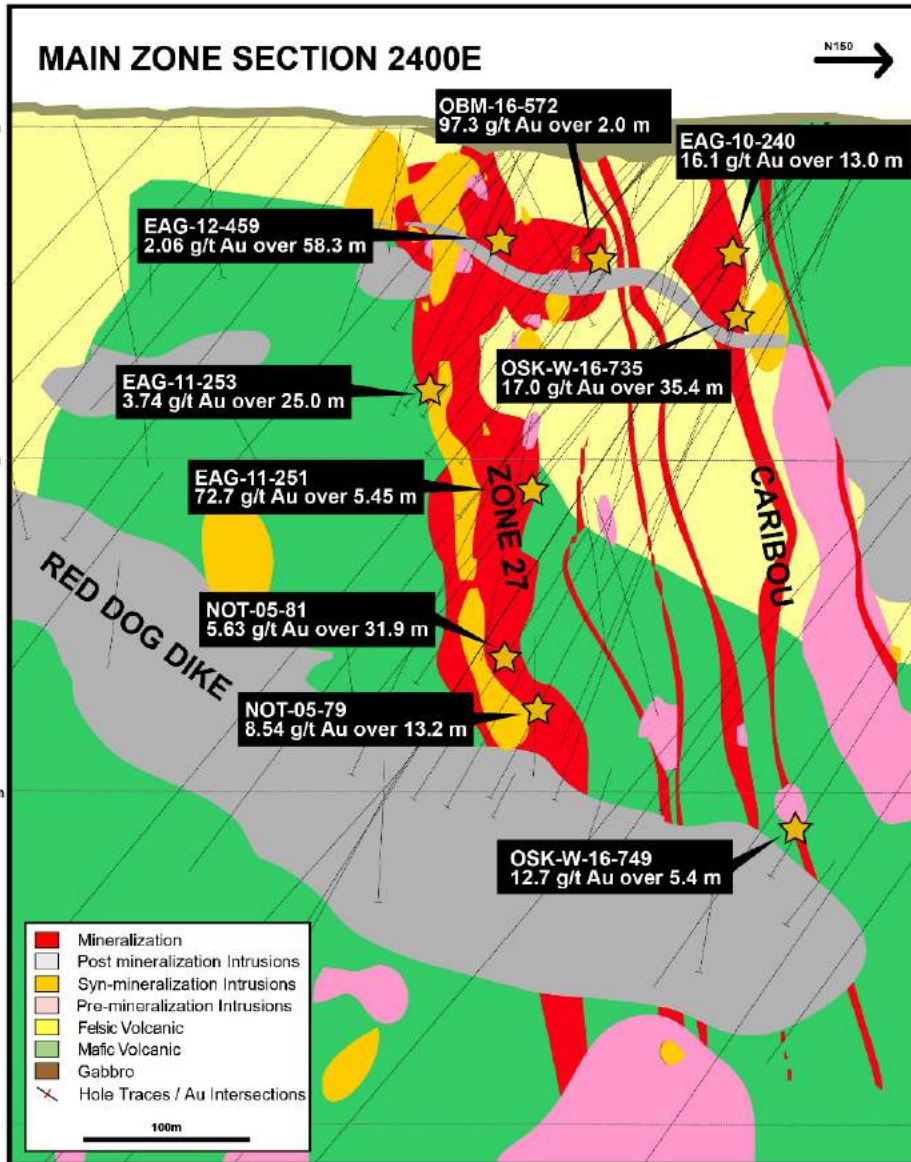 MAIN ZONE SECTION 2400E
N150
OBM-16-572
97.3 g/t Au over 2.0 m
EAG-10-240
16.1 g/t Au over 13.0 m
EAG-12-459
2.06 g/t Au over 58.3 m
OSK-W-16-735
17.0 g/t Au over 35.4 m
EAG-11-253
3.74 g/t Au over 25.0 m
EAG-11-251
72.7 g/t Au over 5.45 m
ZONE 27
CARIBOU
RED DOG DIKE
NOT-05-81
5.63 g/t Au over 31.9 m
NOT-05-79
8.54 g/t Au over 13.2 m
OSK-W-16-749
12.7 g/t Au over 5.4 m
Mineralization
Post mineralization Intrusions
Syn-mineralization Intrusions
Pre-mineralization Intrusions
Felsic Volcanic
Mafic Volcanic
Gabbro
Hole Traces / Au Intersections
100m